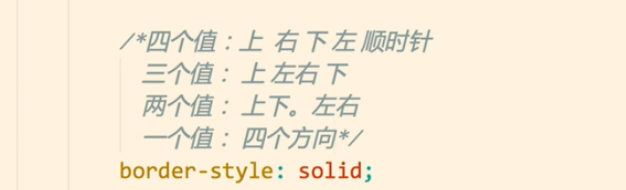 /*四个值：上 右 下 左 顺时针
三个值： 上 左右 下
两个值： 上下。左右
一个值： 四个方向*/
border-style: solid;